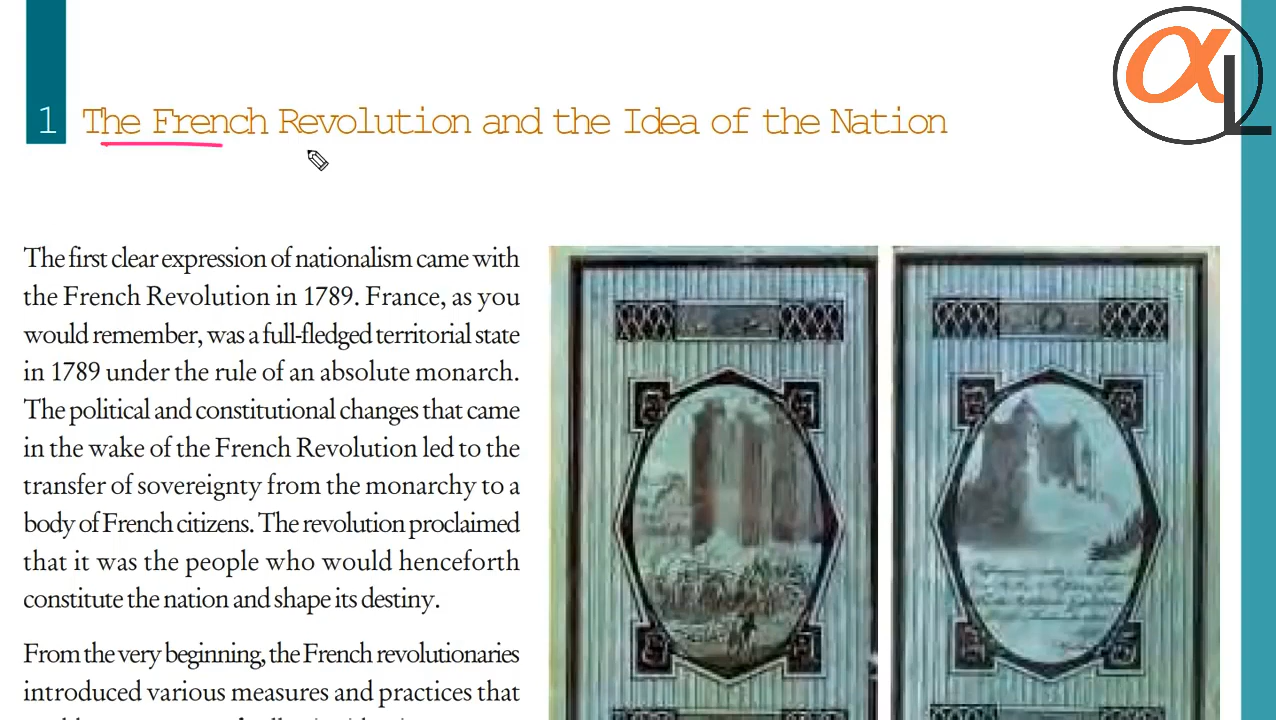 αL
1 The French Revolution and the Idea of the Nation
The first clear expression of nationalism came with
the French Revolution in 1789. France, as you
would remember, was a full-fledged territorial state
in 1789 under the rule of an absolute monarch.
The political and constitutional changes that came
in the wake of the French Revolution led to the
transfer of sovereignty from the monarchy to a
body of French citizens. The revolution proclaimed
that it was the people who would henceforth
constitute the nation and shape its destiny.
From the very beginning, the French revolutionaries
introduced various measures and practices that